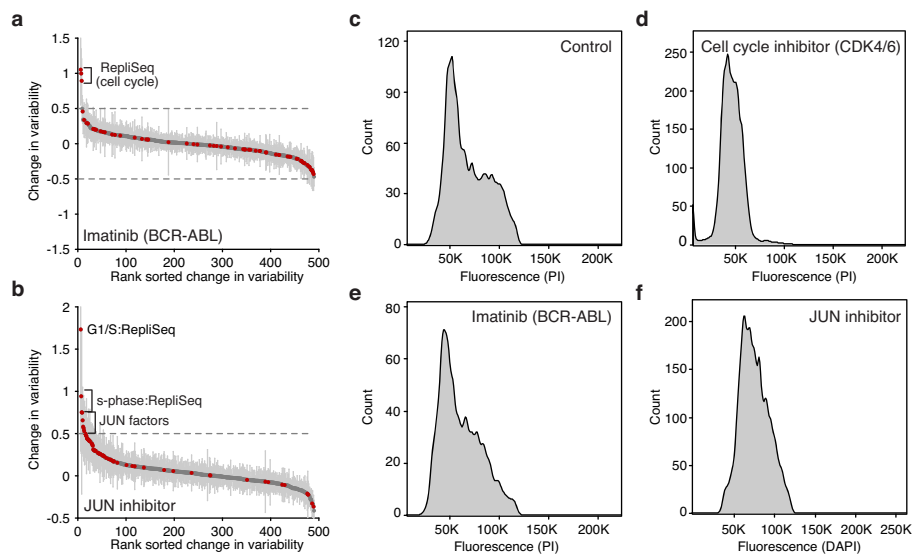 a
1.5
1
0.5
0
-0.5
-1
-1.5
Change in variability
RepliSeq
(cell cycle)
Imatinib (BCR-ABL)
0 100 200 300 400 500
Rank sorted change in variability
b
2
1.5
1
0.5
0
-0.5
Change in variability
G1/S:RepliSeq
s-phase:RepliSeq
JUN factors
JUN inhibitor
0 100 200 300 400 500
Rank sorted change in variability
c
Control
120
90
60
30
0
Count
50K 100K 150K 200K
Fluorescence (PI)
d
Cell cycle inhibitor (CDK4/6)
250
200
150
100
50
0
Count
50K 100K 150K 200K
Fluorescence (PI)
e
Imatinib (BCR-ABL)
80
60
40
20
0
Count
50K 100K 150K 200K
Fluorescence (PI)
f
JUN inhibitor
200
150
100
50
0
Count
50K 100K 150K 200K 250K
Fluorescence (DAPI)